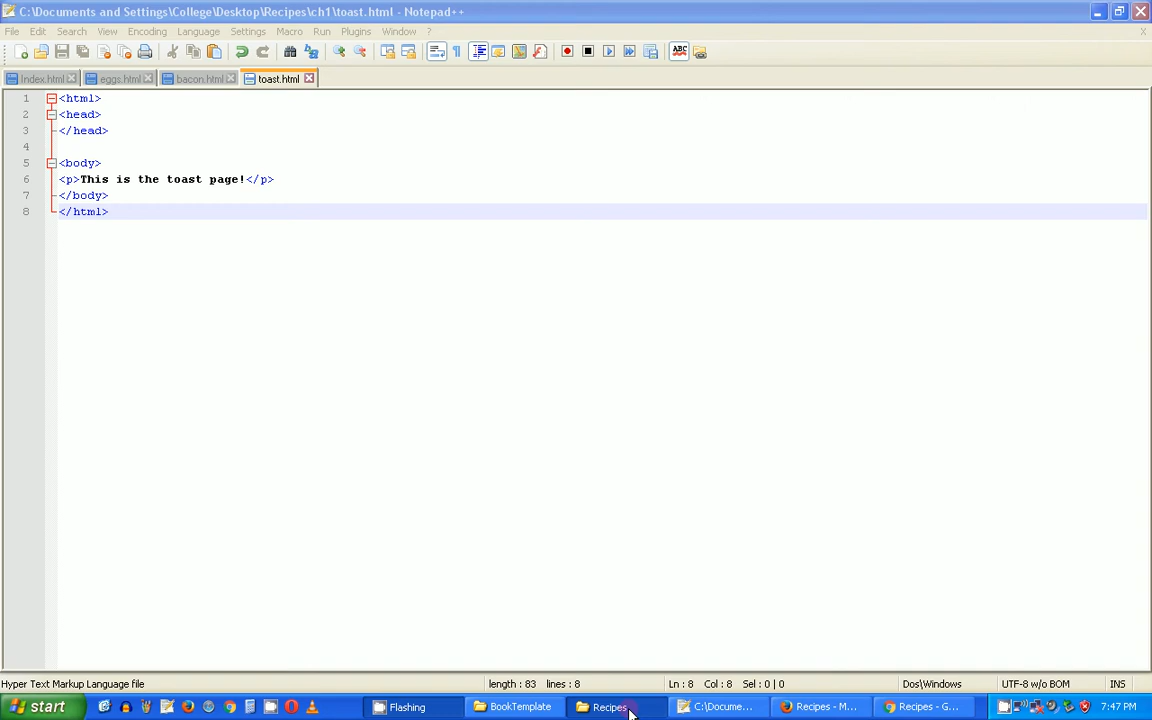 C:\Documents and Settings\College\Desktop\Recipes\ch1\toast.html - Notepad++
File Edit Search View Encoding Language Settings Macro Run Plugins Window ?
X
Index.html eggs.html bacon.html toast.html
1 <html>
2 <head>
3 </head>
4
5 <body>
6 <p>This is the toast page!</p>
7 </body>
8 </html>
Hyper Text Markup Language file length : 83 lines : 8 Ln : 8 Col : 8 Sel : 0 | 0 Dos\Windows UTF-8 w/o BOM INS
start Flashing BookTemplate Recipes C:\Docume... Recipes - M... Recipes - G... 7:47 PM